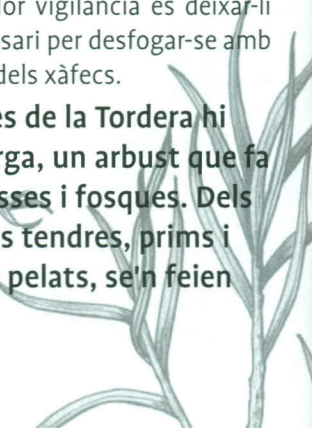 lor vigilància és deixar-li
sari per desfogar-se amb
dels xàfecs.
es de la Tordera hi
rga, un arbust que fa
sses i fosques. Dels
s tendres, prims i
pelats, se'n feien